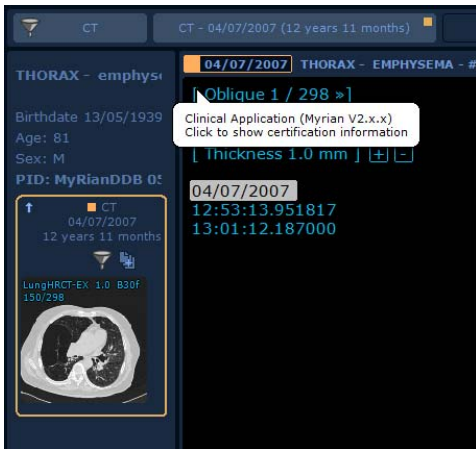 CT
CT - 04/07/2007 (12 years 11 months)
THORAX - emphyse
Birthdate 13/05/1939
Age: 81
Sex: M
PID: MyRianDDB 05
CT
04/07/2007
12 years 11 months
LungHRCT-EX 1.0 B30f
150/298
04/07/2007 THORAX - EMPHYSEMA - #
[ Oblique 1 / 298 »]
Clinical Application (Myrian V2.x.x)
Click to show certification information
[ Thickness 1.0 mm ] + -
04/07/2007
12:53:13.951817
13:01:12.187000